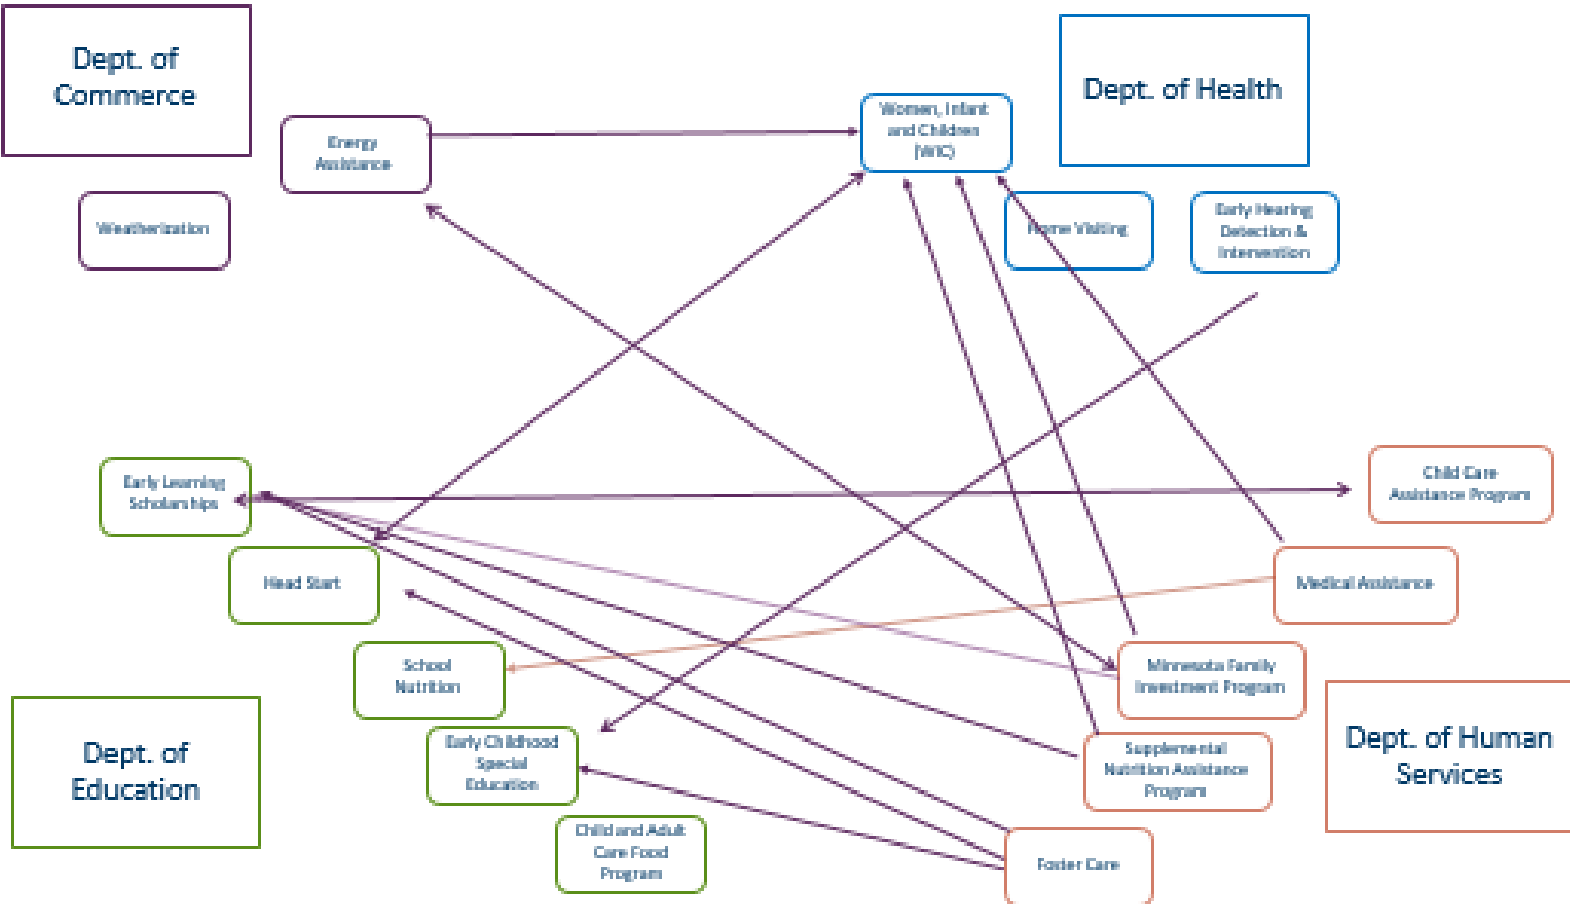 Dept. of
Commerce
Dept. of Health
Women, Infant
and Children
(WIC)
Energy
Assistance
Weatherization
Home Visiting
Early Hearing
Detection &
Intervention
Early Learning
Scholarships
Child Care
Assistance Program
Head Start
Medical Assistance
School
Nutrition
Minnesota Family
Investment Program
Dept. of
Education
Early Childhood
Special
Education
Supplemental
Nutrition Assistance
Program
Dept. of Human
Services
Child and Adult
Care Food
Program
Foster Care